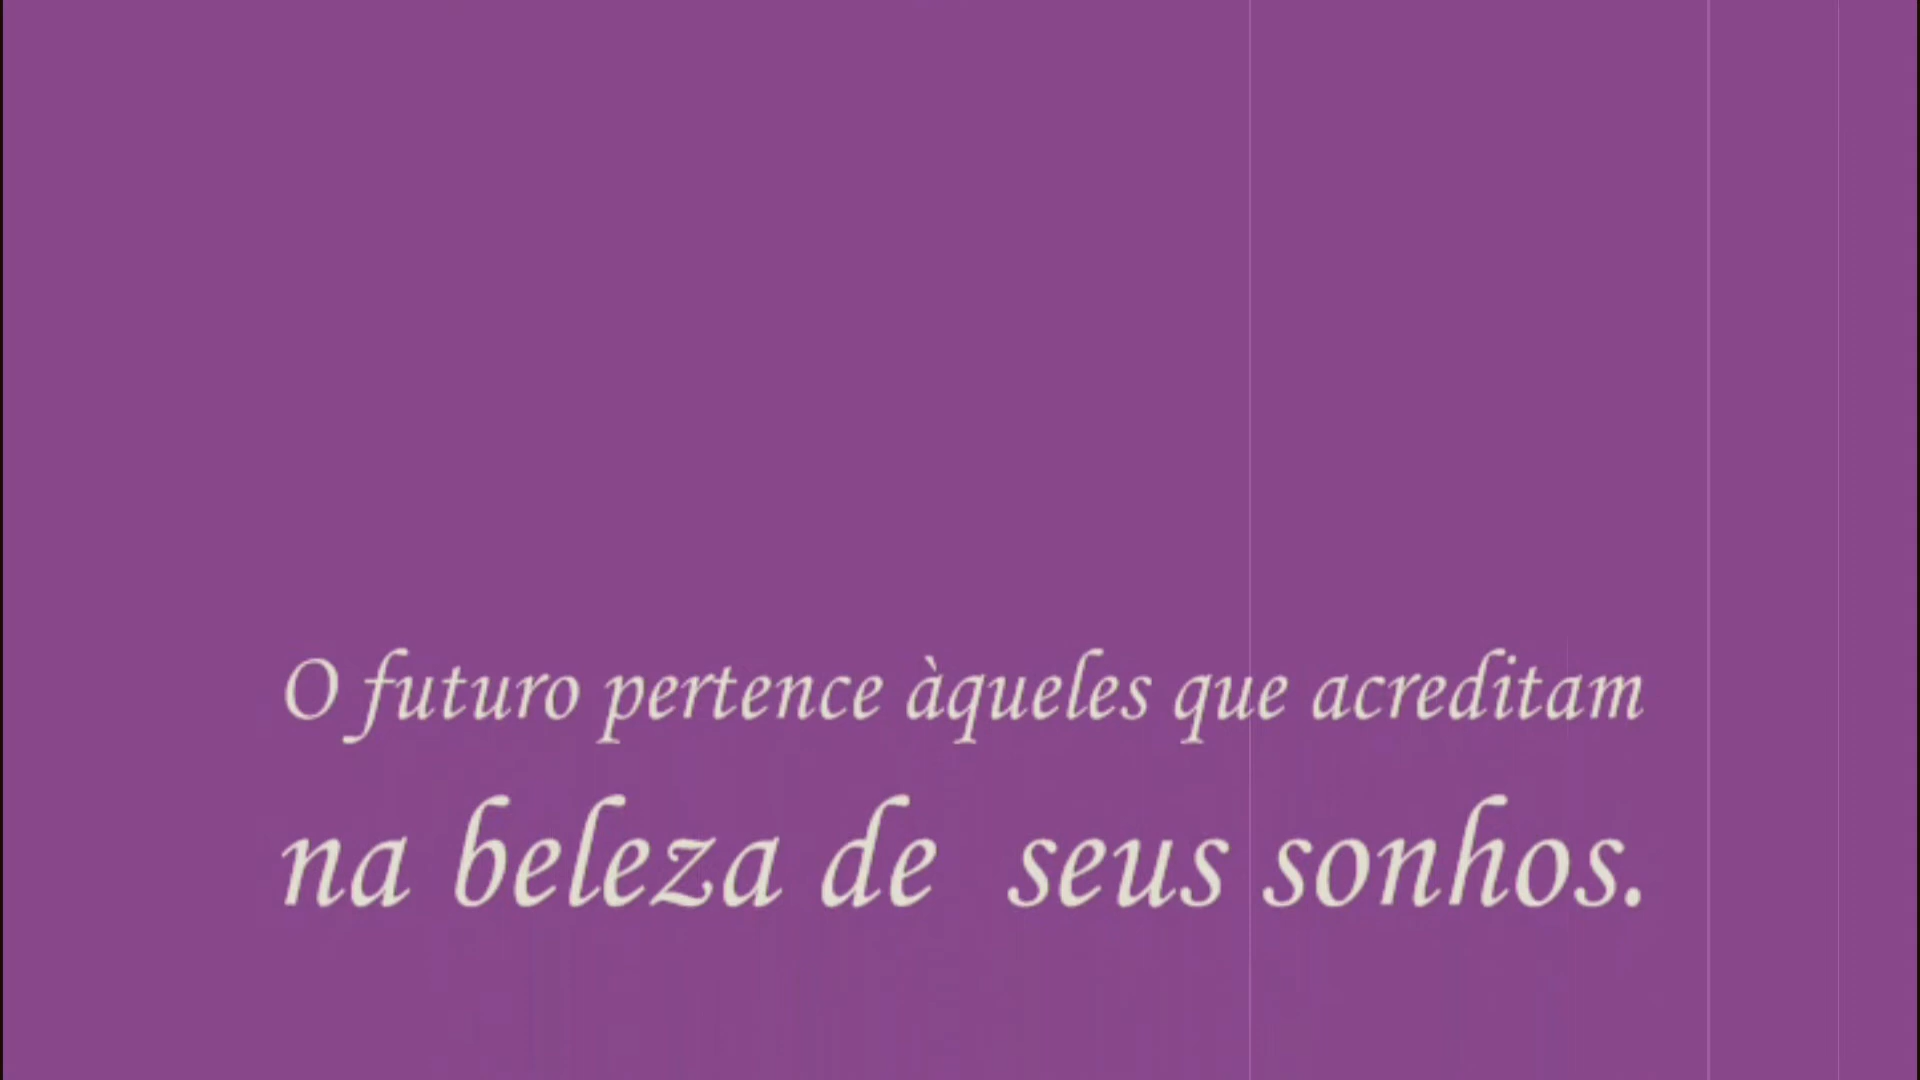 O futuro pertence àqueles que acreditam
na beleza de seus sonhos.